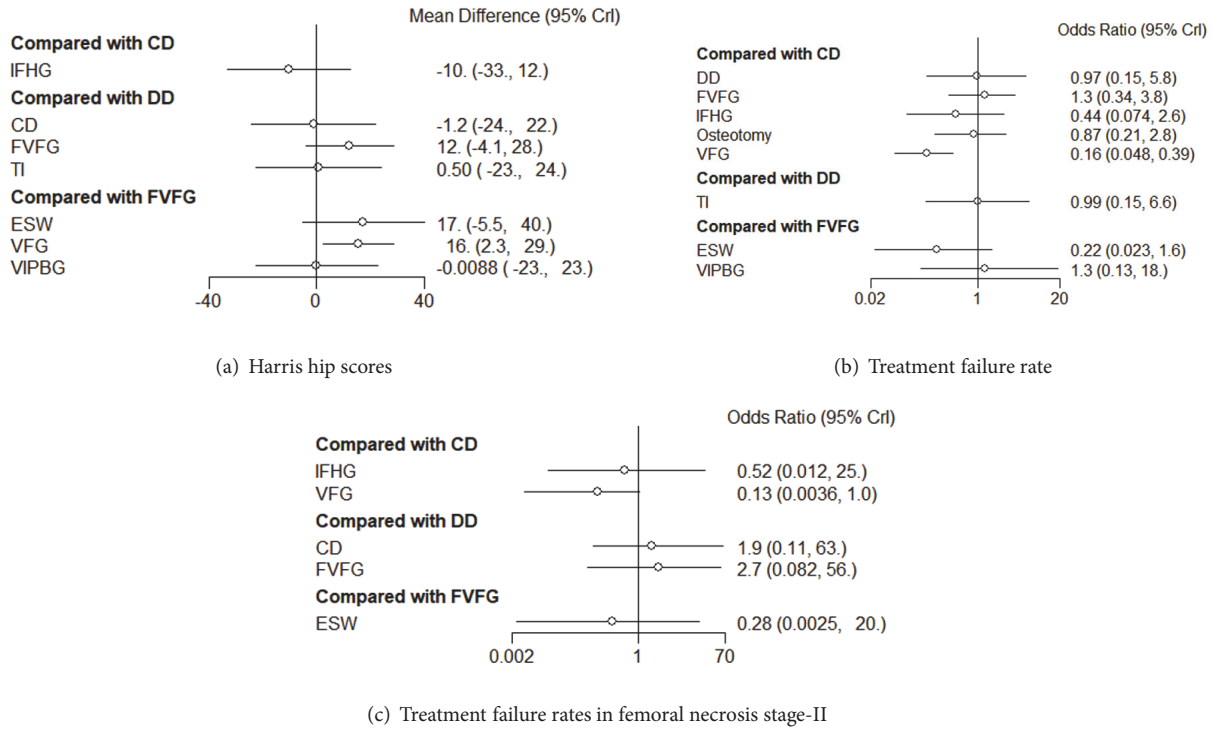 Mean Difference (95% Crl)
Compared with CD
IFHG -10. (-33., 12.)
Compared with DD
CD -1.2 (-24., 22.)
FVFG 12. (-4.1, 28.)
TI 0.50 ( -23., 24.)
Compared with FVFG
ESW 17. (-5.5, 40.)
VFG 16. (2.3, 29.)
VIPBG -0.0088 (-23., 23.)
-40 0 40
(a) Harris hip scores
Odds Ratio (95% Crl)
Compared with CD
DD 0.97 (0.15, 5.8)
FVFG 1.3 (0.34, 3.8)
IFHG 0.44 (0.074, 2.6)
Osteotomy 0.87 (0.21, 2.8)
VFG 0.16 (0.048, 0.39)
Compared with DD
TI 0.99 (0.15, 6.6)
Compared with FVFG
ESW 0.22 (0.023, 1.6)
VIPBG 1.3 (0.13, 18.)
0.02 1 20
(b) Treatment failure rate
Odds Ratio (95% Crl)
Compared with CD
IFHG 0.52 (0.012, 25.)
VFG 0.13 (0.0036, 1.0)
Compared with DD
CD 1.9 (0.11, 63.)
FVFG 2.7 (0.082, 56.)
Compared with FVFG
ESW 0.28 (0.0025, 20.)
0.002 1 70
(c) Treatment failure rates in femoral necrosis stage-II